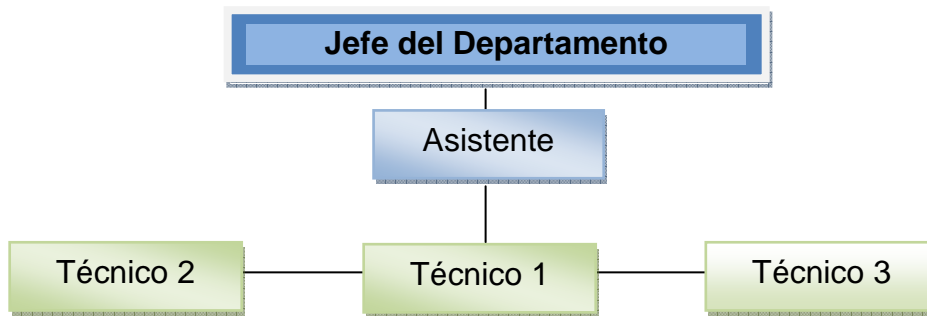 Jefe del Departamento
Asistente
Técnico 2
Técnico 1
Técnico 3